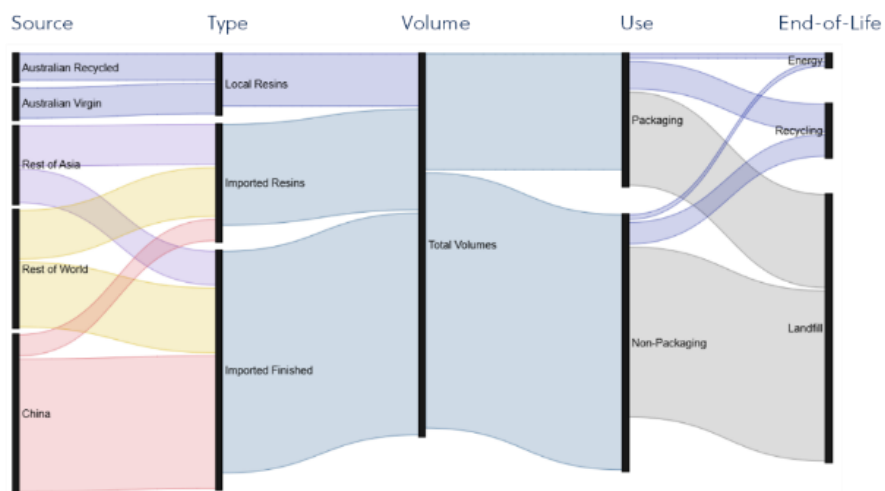 Source Type Volume Use End-of-Life
Australian Recycled
Australian Virgin
Rest of Asia
Rest of World
China
Local Resins
Imported Resins
Imported Finished
Total Volumes
Packaging
Non-Packaging
Energy
Recycling
Landfill